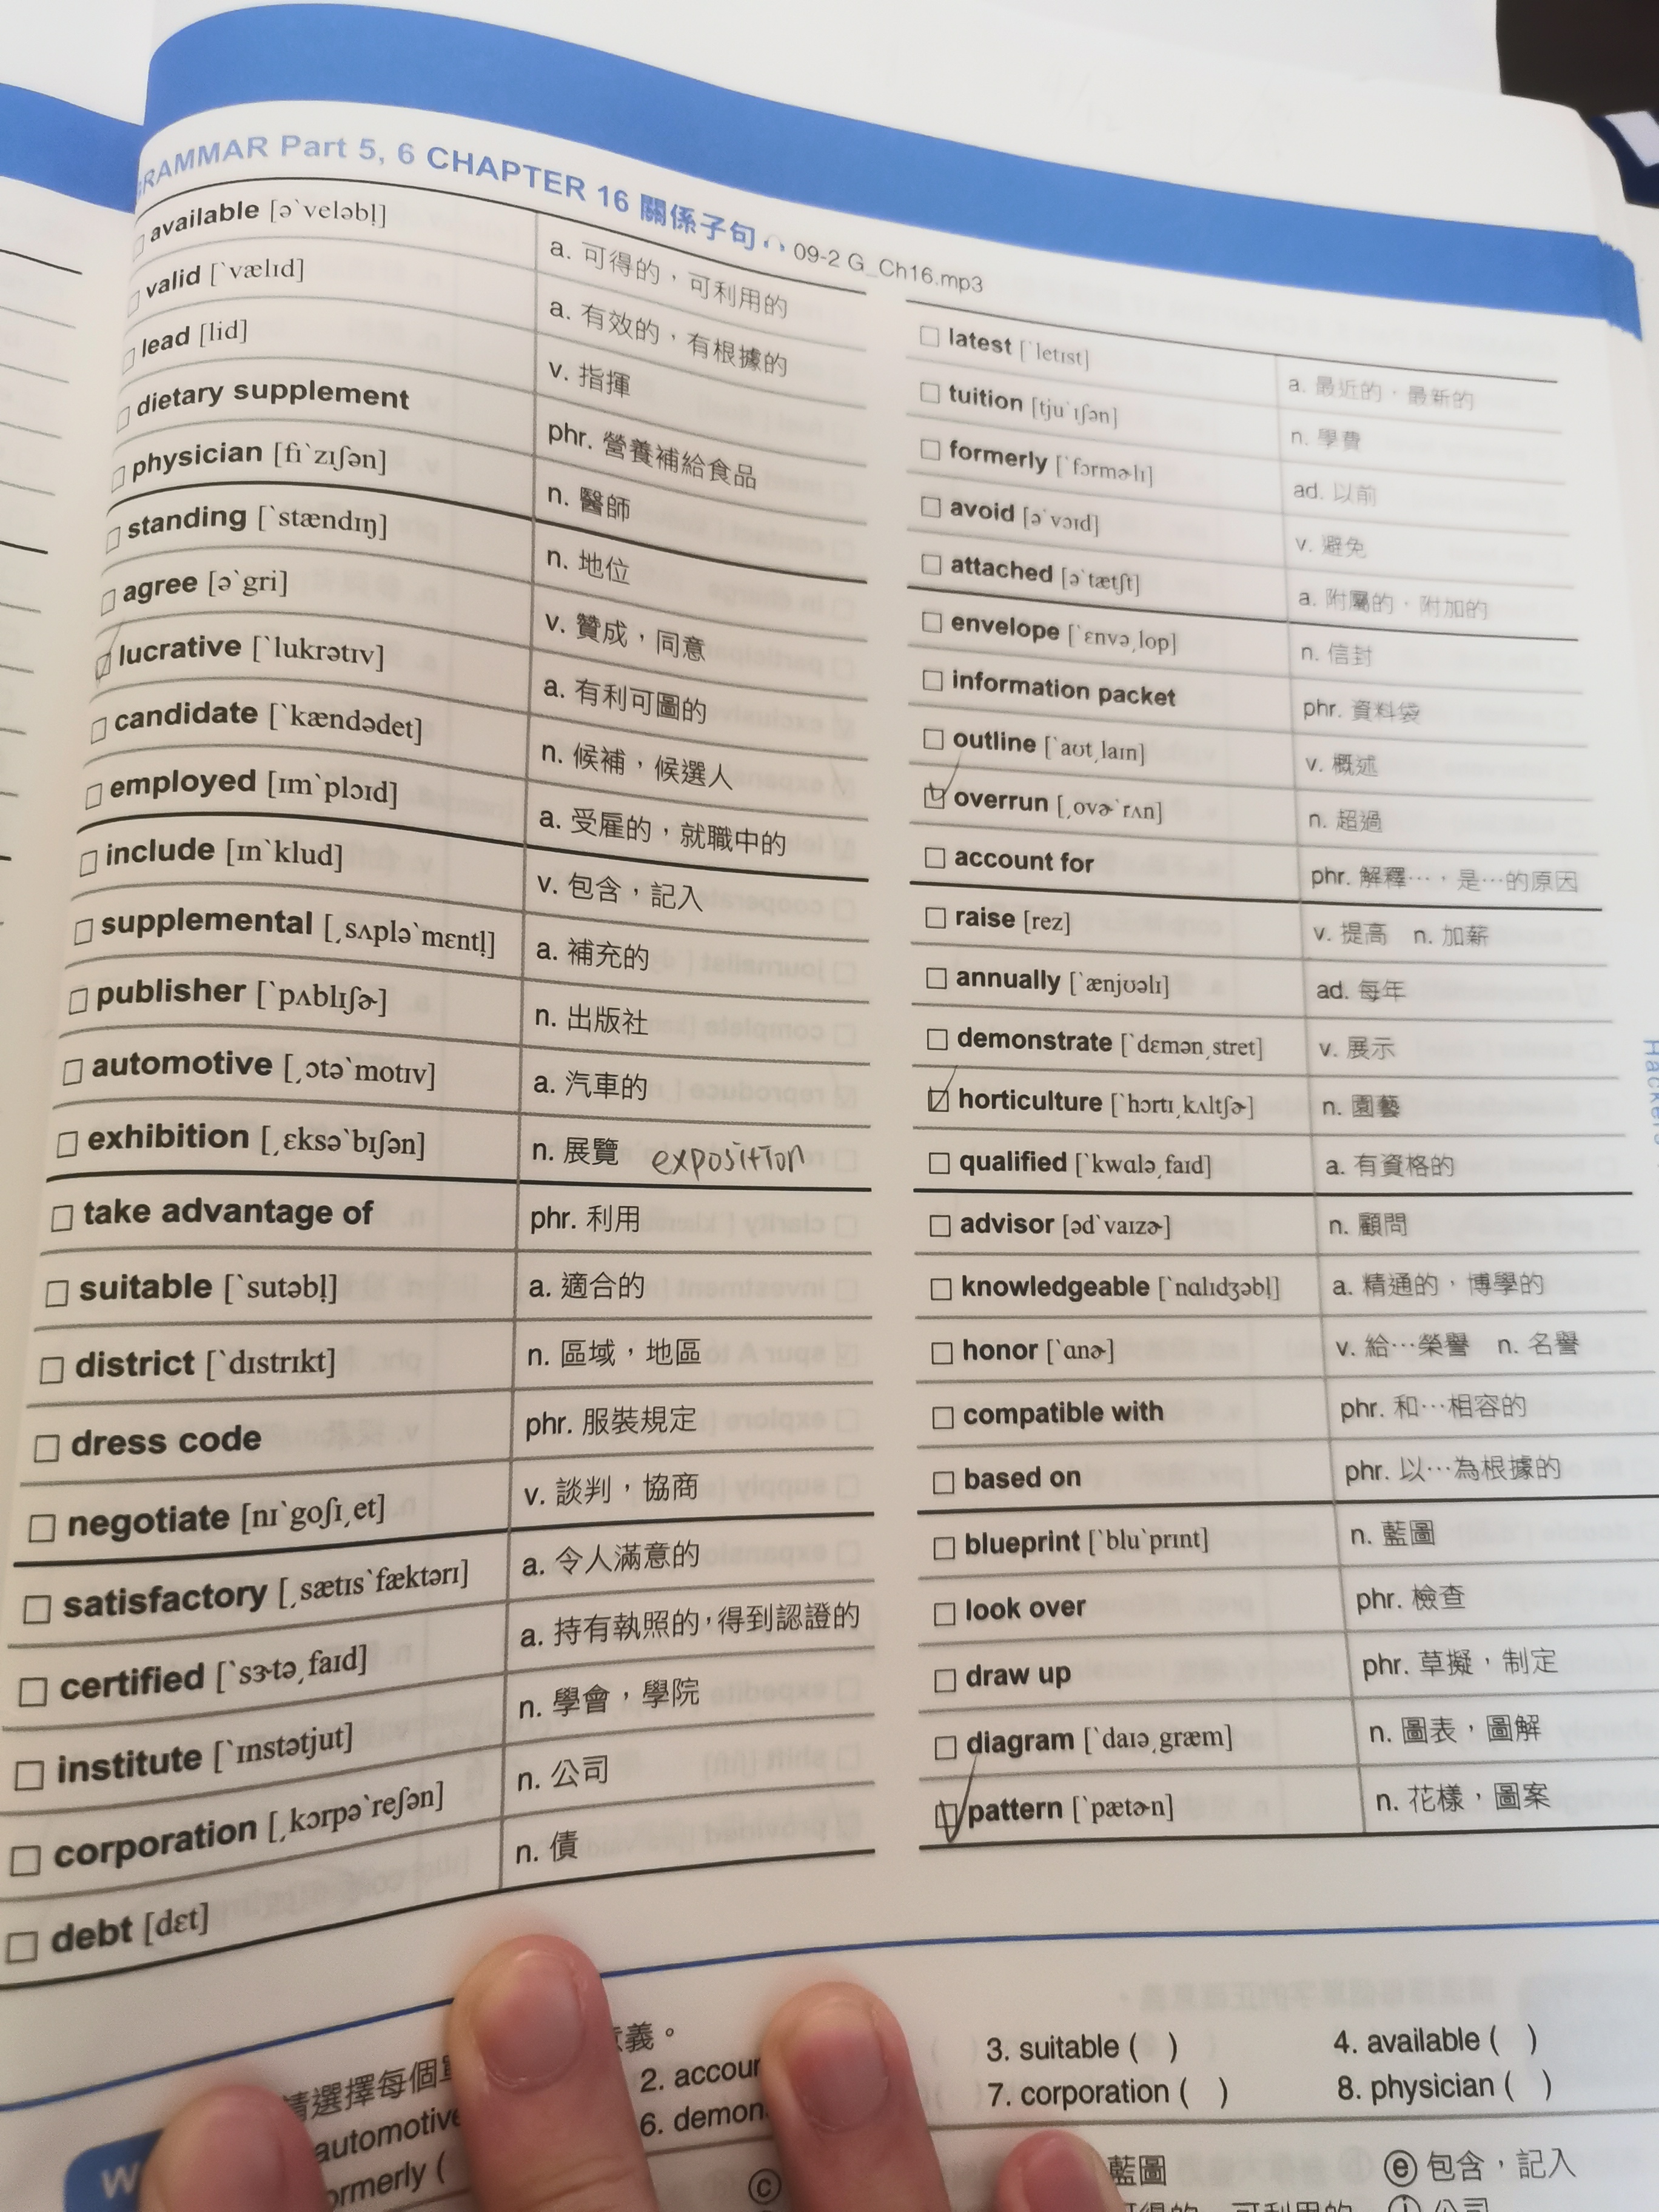 GRAMMAR Part 5, 6 CHAPTER 16 關係子句 09-2 G_Ch16.mp3
available [ə`veləbḷ] a. 可得的，可利用的
valid [`vælɪd] a. 有效的，有根據的
lead [lid] v. 指揮
dietary supplement phr. 營養補給食品
physician [fɪ`zɪʃən] n. 醫師
standing [`stændɪŋ] n. 地位
agree [ə`gri] v. 贊成，同意
lucrative [`lukrətɪv] a. 有利可圖的
candidate [`kændədet] n. 候補，候選人
employed [ɪm`plɔɪd] a. 受雇的，就職中的
include [ɪn`klud] v. 包含，記入
supplemental [ˌsʌplə`mɛntḷ] a. 補充的
publisher [`pʌblɪʃɚ] n. 出版社
automotive [ˌɔtə`motɪv] a. 汽車的
exhibition [ˌɛksə`bɪʃən] n. 展覽 exposition
take advantage of phr. 利用
suitable [`sutəbḷ] a. 適合的
district [`dɪstrɪkt] n. 區域，地區
dress code phr. 服裝規定
negotiate [nɪ`goʃɪˌet] v. 談判，協商
satisfactory [ˌsætɪs`fæktərɪ] a. 令人滿意的
certified [`sɝtəˌfaɪd] a. 持有執照的，得到認證的
institute [`ɪnstətjut] n. 學會，學院
corporation [ˌkɔrpə`reʃən] n. 公司
debt [dɛt] n. 債
latest [`letɪst] a. 最近的，最新的
tuition [tju`ɪʃən] n. 學費
formerly [`fɔrmɚlɪ] ad. 以前
avoid [ə`vɔɪd] v. 避免
attached [ə`tætʃt] a. 附屬的，附加的
envelope [`ɛnvəˌlop] n. 信封
information packet phr. 資料袋
outline [`aʊtˌlaɪn] v. 概述
overrun [ˌovɚ`rʌn] n. 超過
account for phr. 解釋…，是…的原因
raise [rez] v. 提高 n. 加薪
annually [`ænjʊəlɪ] ad. 每年
demonstrate [`dɛmənˌstret] v. 展示
horticulture [`hɔrtɪˌkʌltʃɚ] n. 園藝
qualified [`kwɑləˌfaɪd] a. 有資格的
advisor [əd`vaɪzɚ] n. 顧問
knowledgeable [`nɑlɪdʒəbḷ] a. 精通的，博學的
honor [`ɑnɚ] v. 給…榮譽 n. 名譽
compatible with phr. 和…相容的
based on phr. 以…為根據的
blueprint [`blu`prɪnt] n. 藍圖
look over phr. 檢查
draw up phr. 草擬，制定
diagram [`daɪəˌgræm] n. 圖表，圖解
pattern [`pætɚn] n. 花樣，圖案
Hackers
請選擇每個 意義。
automotive 2. 3. suitable ( ) 4. available ( )
6. 7. corporation ( ) 8. physician ( )
ⓒ 藍圖 ⓔ 包含，記入
公司